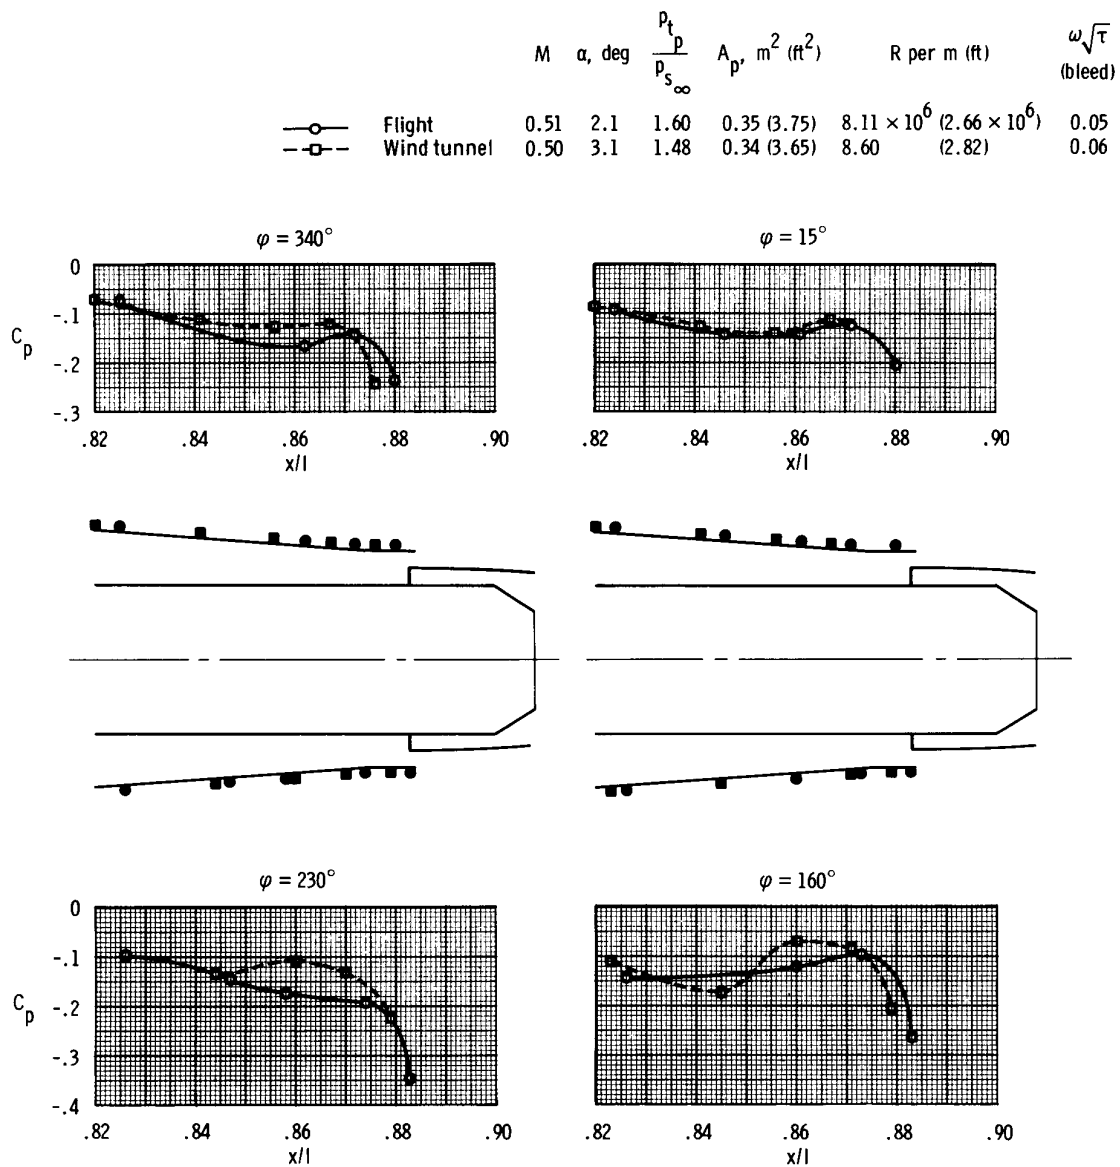 M α, deg p_{t_p}/p_{s_∞} A_p, m² (ft²) R per m (ft) ω√τ (bleed)
Flight 0.51 2.1 1.60 0.35 (3.75) 8.11 × 10⁶ (2.66 × 10⁶) 0.05
Wind tunnel 0.50 3.1 1.48 0.34 (3.65) 8.60 (2.82) 0.06
φ = 340° φ = 15°
0
-.1
C_p
-.2
-.3
.82 .84 .86 .88 .90 .82 .84 .86 .88 .90
x/l x/l
φ = 230° φ = 160°
0
-.1
C_p
-.2
-.3
-.4
.82 .84 .86 .88 .90 .82 .84 .86 .88 .90
x/l x/l